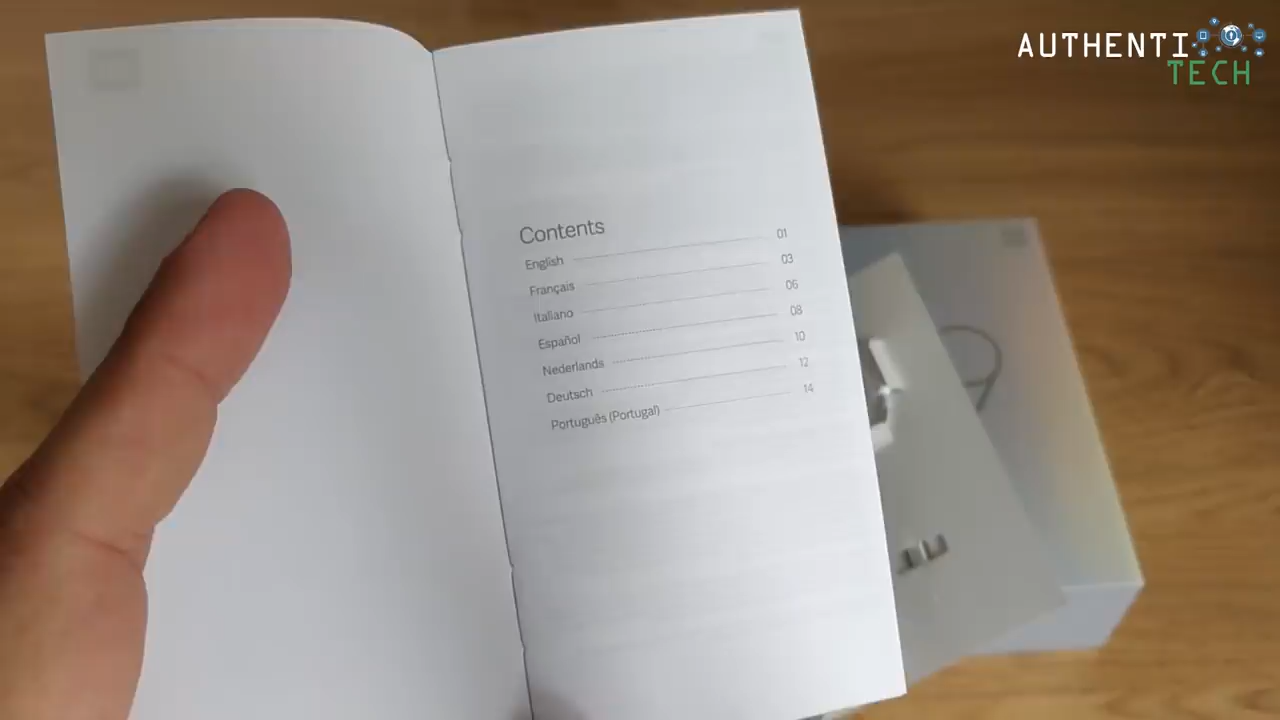 AUTHENTI
TECH
Contents
English 01
Français 03
Italiano 06
Español 08
Nederlands 10
Deutsch 12
Português (Portugal) 14